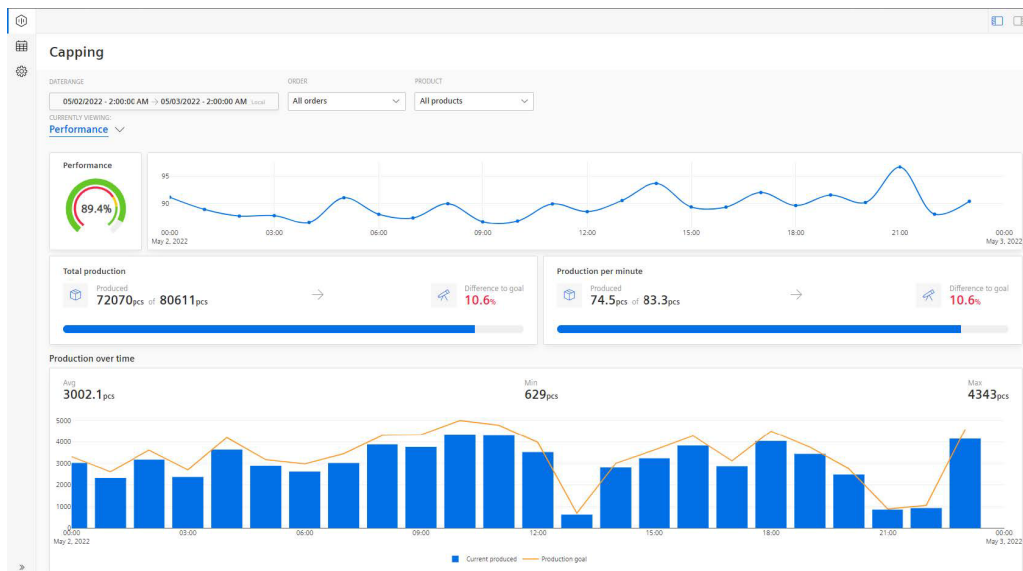 Capping
DATERANGE ORDER PRODUCT
05/02/2022 - 2:00:00 AM → 05/03/2022 - 2:00:00 AM Local All orders All products
CURRENTLY VIEWING:
Performance
Performance
89.4%
95
90
00:00 03:00 06:00 09:00 12:00 15:00 18:00 21:00 00:00
May 2, 2022 May 3, 2022
Total production
Produced Difference to goal
72070pcs of 80611pcs → 10.6%
Production per minute
Produced Difference to goal
74.5pcs of 83.3pcs → 10.6%
Production over time
Avg Min Max
3002.1pcs 629pcs 4343pcs
5000
4000
3000
2000
1000
0
00:00 03:00 06:00 09:00 12:00 15:00 18:00 21:00 00:00
May 2, 2022 May 3, 2022
Current produced Production goal